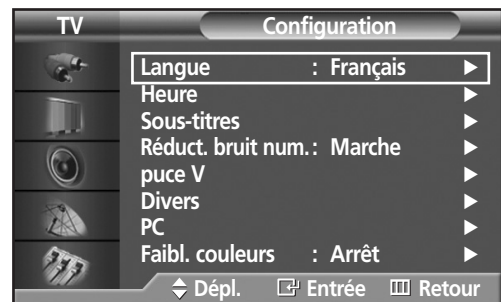 TV Configuration
Langue : Français
Heure
Sous-titres
Réduct. bruit num. : Marche
puce V
Divers
PC
Faibl. couleurs : Arrêt
Dépl. Entrée Retour